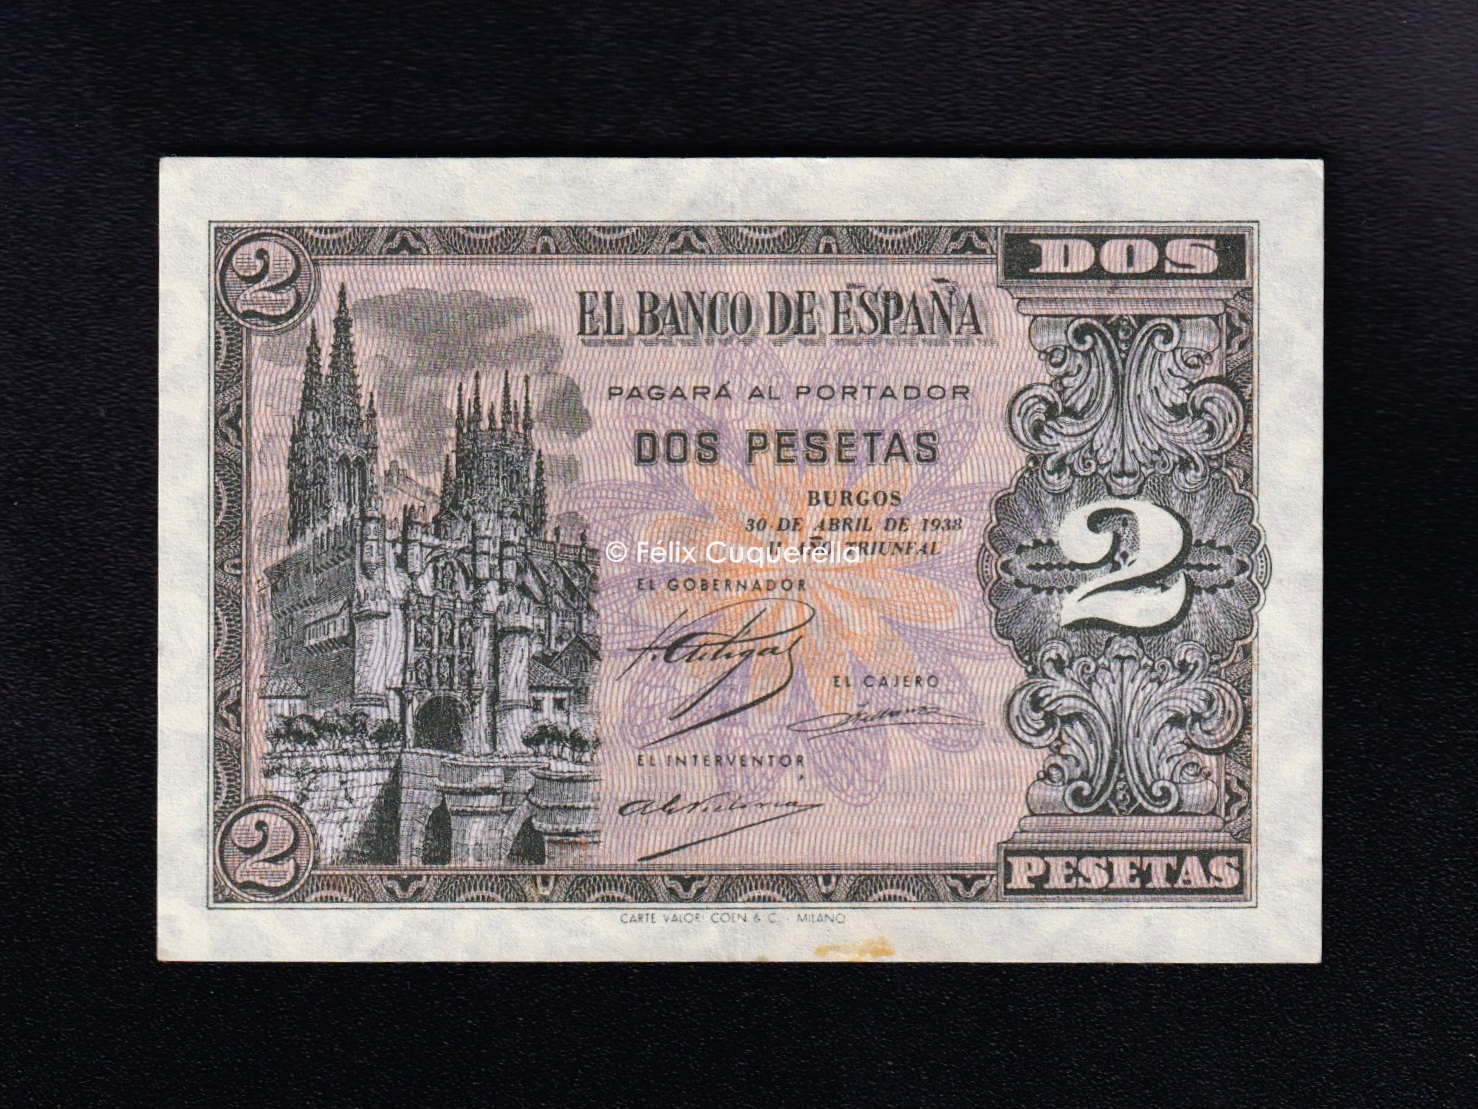 2
DOS
EL BANCO DE ESPAÑA
PAGARÁ AL PORTADOR
DOS PESETAS
BURGOS
30 DE ABRIL DE 1938
II AÑO TRIUNFAL
© Félix Cuquerella
2
EL GOBERNADOR
EL CAJERO
EL INTERVENTOR
2
PESETAS
CARTE VALORI COEN & C. - MILANO